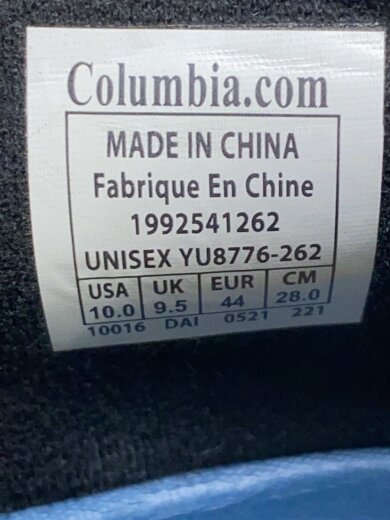 Columbia.com
MADE IN CHINA
Fabrique En Chine
1992541262
UNISEX YU8776-262
USA UK EUR CM
10.0 9.5 44 28.0
10016 DAI 0521 221